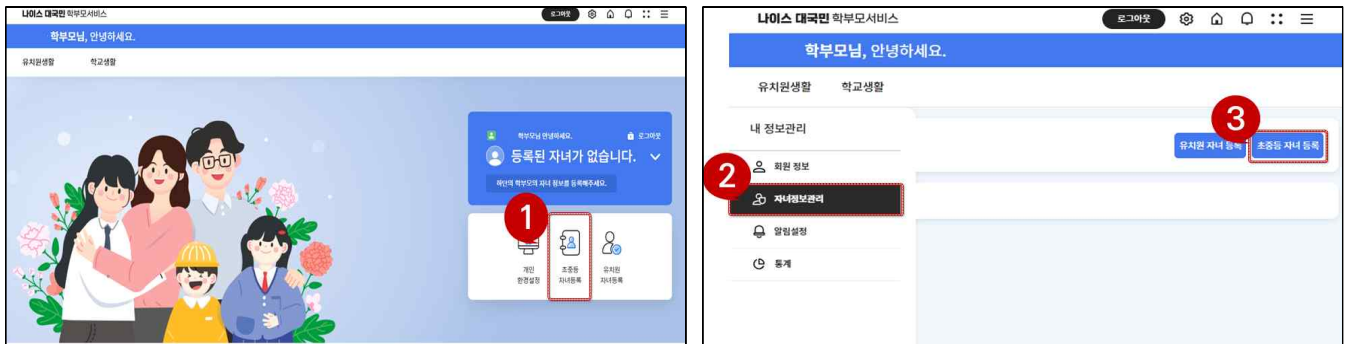 나이스 대국민 학부모서비스
로그아웃
학부모님, 안녕하세요.
유치원생활 학교생활
학부모님 안녕하세요. 로그아웃
등록된 자녀가 없습니다.
하단의 학부모의 자녀 정보를 등록해주세요.
1
개인
환경설정
초중등
자녀등록
유치원
자녀등록
나이스 대국민 학부모서비스
로그아웃
학부모님, 안녕하세요.
유치원생활 학교생활
내 정보관리
3
유치원 자녀 등록 초중등 자녀 등록
회원 정보
2
자녀정보관리
알림설정
통계